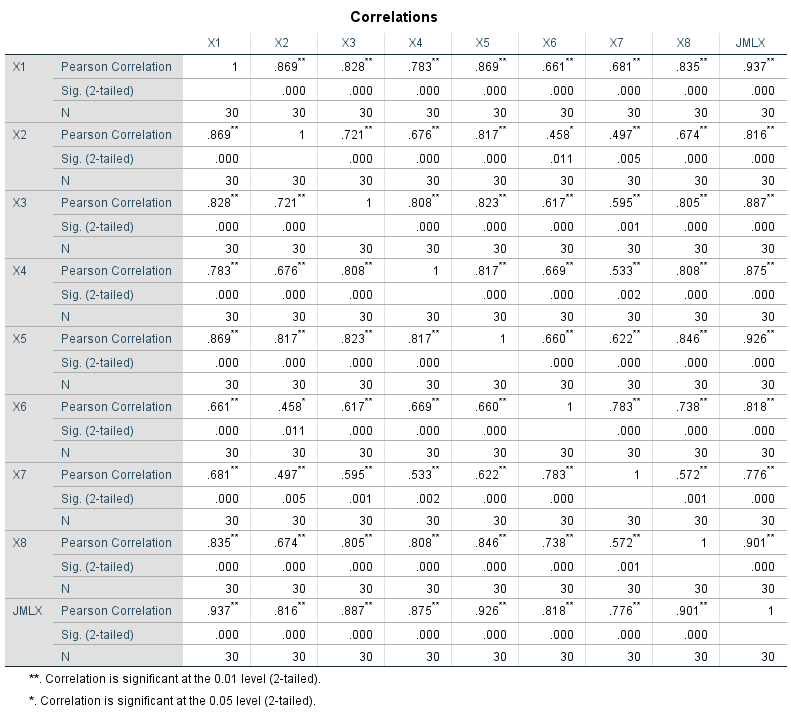 Correlations
X1 X2 X3 X4 X5 X6 X7 X8 JMLX
X1 Pearson Correlation 1 .869** .828** .783** .869** .661** .681** .835** .937**
Sig. (2-tailed) .000 .000 .000 .000 .000 .000 .000 .000
N 30 30 30 30 30 30 30 30 30
X2 Pearson Correlation .869** 1 .721** .676** .817** .458* .497** .674** .816**
Sig. (2-tailed) .000 .000 .000 .000 .011 .005 .000 .000
N 30 30 30 30 30 30 30 30 30
X3 Pearson Correlation .828** .721** 1 .808** .823** .617** .595** .805** .887**
Sig. (2-tailed) .000 .000 .000 .000 .000 .001 .000 .000
N 30 30 30 30 30 30 30 30 30
X4 Pearson Correlation .783** .676** .808** 1 .817** .669** .533** .808** .875**
Sig. (2-tailed) .000 .000 .000 .000 .000 .002 .000 .000
N 30 30 30 30 30 30 30 30 30
X5 Pearson Correlation .869** .817** .823** .817** 1 .660** .622** .846** .926**
Sig. (2-tailed) .000 .000 .000 .000 .000 .000 .000 .000
N 30 30 30 30 30 30 30 30 30
X6 Pearson Correlation .661** .458* .617** .669** .660** 1 .783** .738** .818**
Sig. (2-tailed) .000 .011 .000 .000 .000 .000 .000 .000
N 30 30 30 30 30 30 30 30 30
X7 Pearson Correlation .681** .497** .595** .533** .622** .783** 1 .572** .776**
Sig. (2-tailed) .000 .005 .001 .002 .000 .000 .001 .000
N 30 30 30 30 30 30 30 30 30
X8 Pearson Correlation .835** .674** .805** .808** .846** .738** .572** 1 .901**
Sig. (2-tailed) .000 .000 .000 .000 .000 .000 .001 .000
N 30 30 30 30 30 30 30 30 30
JMLX Pearson Correlation .937** .816** .887** .875** .926** .818** .776** .901** 1
Sig. (2-tailed) .000 .000 .000 .000 .000 .000 .000 .000
N 30 30 30 30 30 30 30 30 30
**. Correlation is significant at the 0.01 level (2-tailed).
*. Correlation is significant at the 0.05 level (2-tailed).